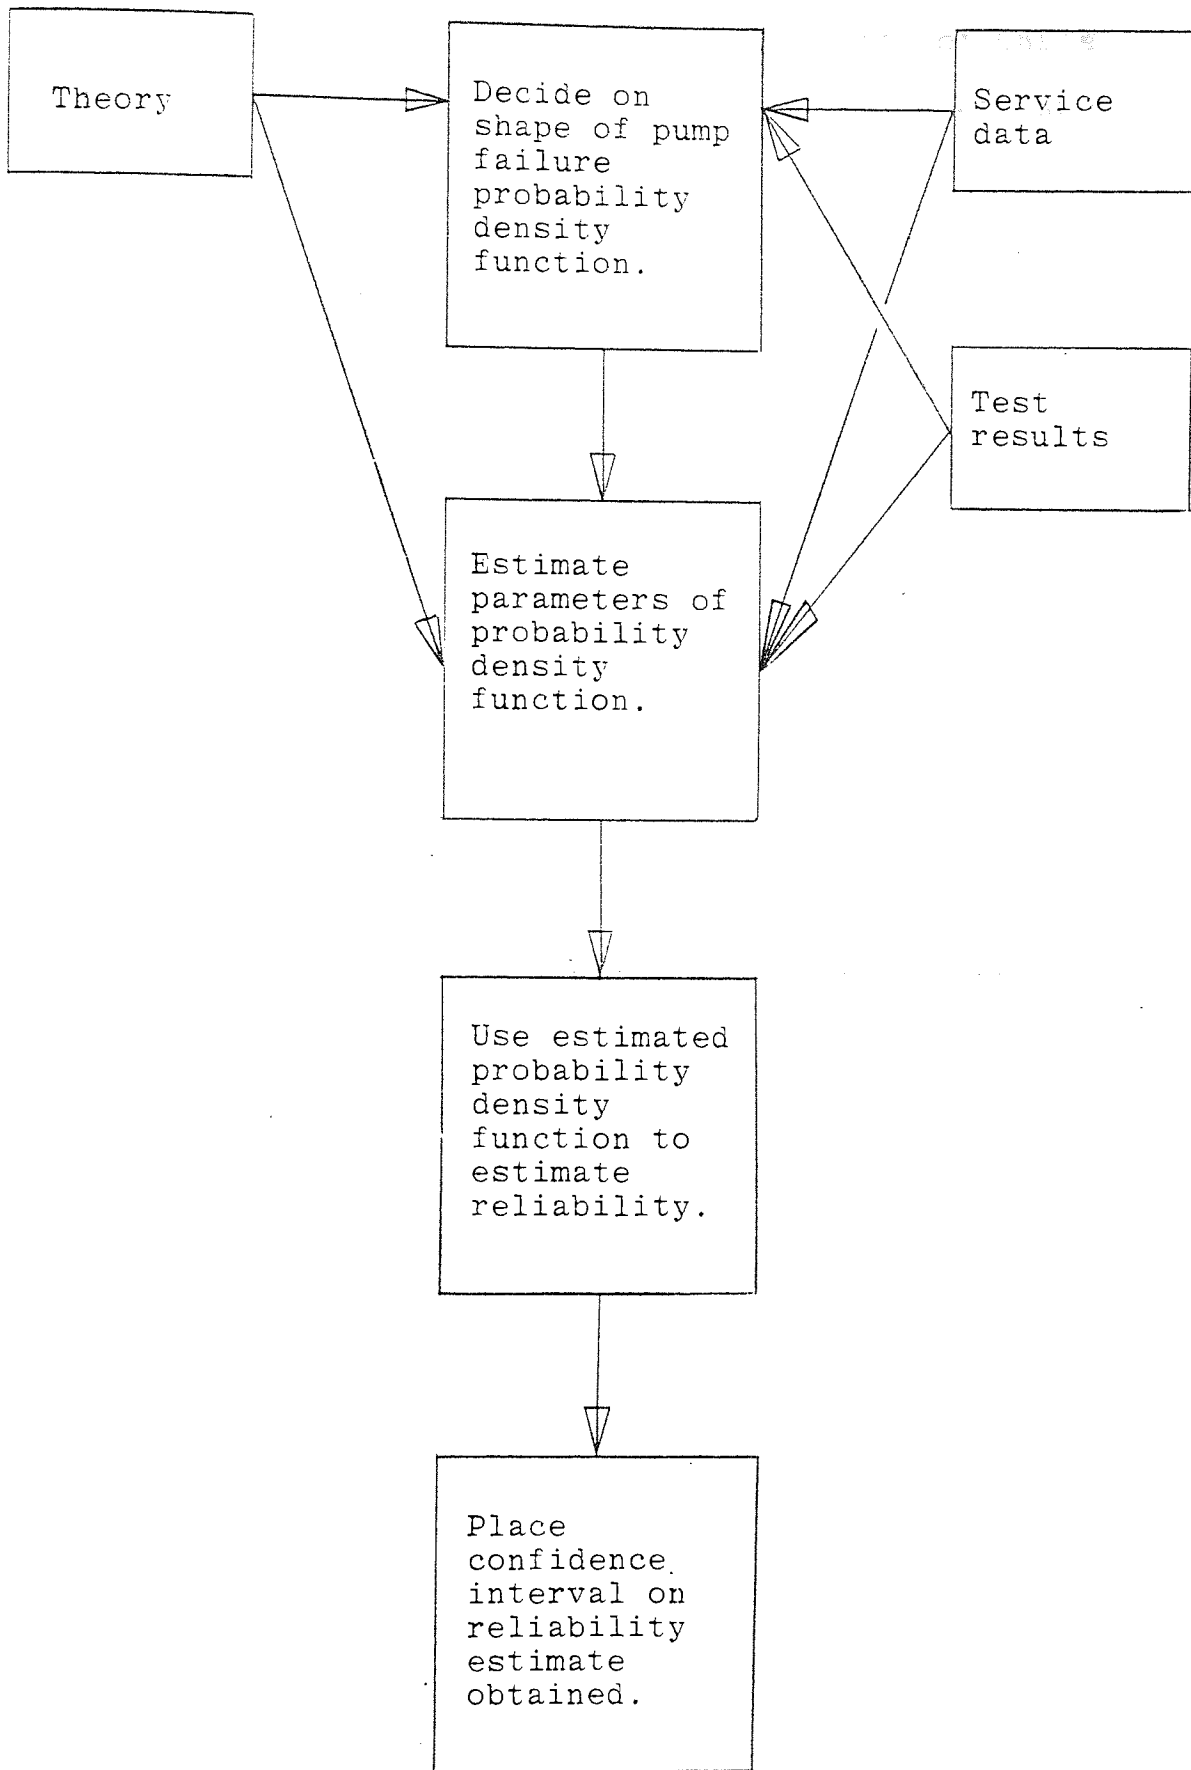 Theory
Decide on
shape of pump
failure
probability
density
function.
Service
data
Test
results
Estimate
parameters of
probability
density
function.
Use estimated
probability
density
function to
estimate
reliability.
Place
confidence
interval on
reliability
estimate
obtained.